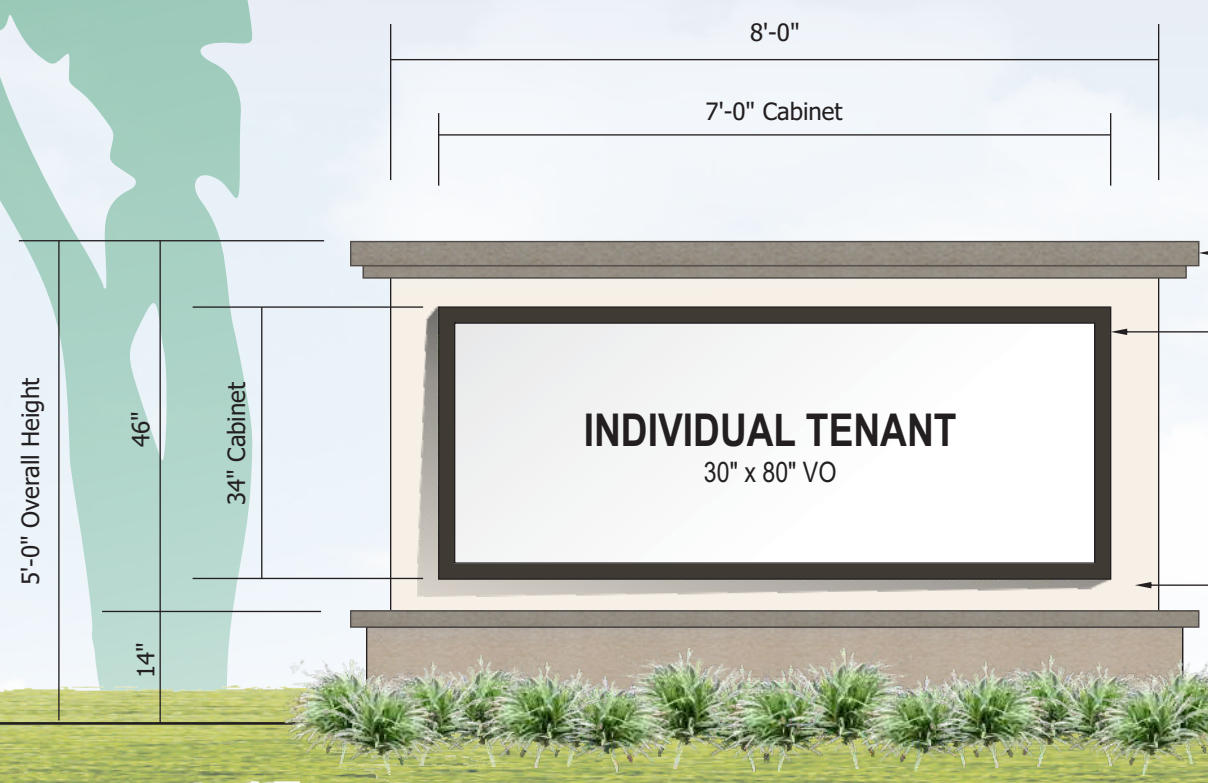 8'-0"
7'-0" Cabinet
5'-0" Overall Height
46"
34" Cabinet
INDIVIDUAL TENANT
30" x 80" VO
14"